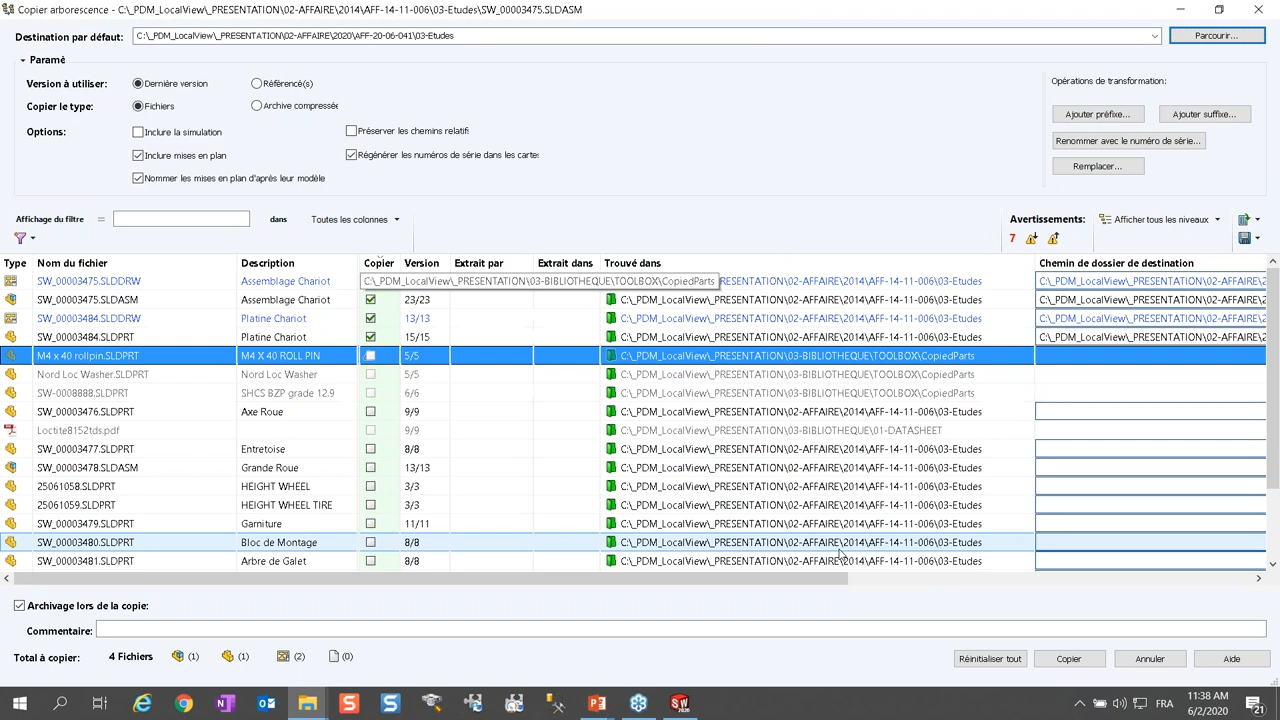 Copier arborescence - C:\_PDM_LocalView\_PRESENTATION\02-AFFAIRE\2014\AFF-14-11-006\03-Etudes\SW_00003475.SLDASM
Destination par défaut: C:\_PDM_LocalView\_PRESENTATION\02-AFFAIRE\2020\AFF-20-06-041\03-Etudes Parcourir...
Paramè
Version à utiliser: Dernière version Référencé(s) Opérations de transformation:
Copier le type: Fichiers Archive compressée Ajouter préfixe... Ajouter suffixe...
Options: Inclure la simulation Préserver les chemins relatifs Renommer avec le numéro de série...
Inclure mises en plan Régénérer les numéros de série dans les cartes Remplacer...
Nommer les mises en plan d'après leur modèle
Affichage du filtre = dans Toutes les colonnes Avertissements: Afficher tous les niveaux
7
Type Nom du fichier Description Copier Version Extrait par Extrait dans Trouvé dans Chemin de dossier de destination
SW_00003475.SLDDRW Assemblage Chariot C:\_PDM_LocalView\_PRESENTATION\03-BIBLIOTHEQUE\TOOLBOX\CopiedParts RESENTATION\02-AFFAIRE\2014\AFF-14-11-006\03-Etudes C:\_PDM_LocalView\_PRESENTATION\02-AFFAIRE\2
SW_00003475.SLDASM Assemblage Chariot 23/23 C:\_PDM_LocalView\_PRESENTATION\02-AFFAIRE\2014\AFF-14-11-006\03-Etudes C:\_PDM_LocalView\_PRESENTATION\02-AFFAIRE\2
SW_00003484.SLDDRW Platine Chariot 13/13 C:\_PDM_LocalView\_PRESENTATION\02-AFFAIRE\2014\AFF-14-11-006\03-Etudes C:\_PDM_LocalView\_PRESENTATION\02-AFFAIRE\2
SW_00003484.SLDPRT Platine Chariot 15/15 C:\_PDM_LocalView\_PRESENTATION\02-AFFAIRE\2014\AFF-14-11-006\03-Etudes C:\_PDM_LocalView\_PRESENTATION\02-AFFAIRE\2
M4 x 40 rollpin.SLDPRT M4 X 40 ROLL PIN 5/5 C:\_PDM_LocalView\_PRESENTATION\03-BIBLIOTHEQUE\TOOLBOX\CopiedParts
Nord Loc Washer.SLDPRT Nord Loc Washer 5/5 C:\_PDM_LocalView\_PRESENTATION\03-BIBLIOTHEQUE\TOOLBOX\CopiedParts
SW-0008888.SLDPRT SHCS BZP grade 12.9 6/6 C:\_PDM_LocalView\_PRESENTATION\03-BIBLIOTHEQUE\TOOLBOX\CopiedParts
SW_00003476.SLDPRT Axe Roue 9/9 C:\_PDM_LocalView\_PRESENTATION\02-AFFAIRE\2014\AFF-14-11-006\03-Etudes
Loctite8152tds.pdf 9/9 C:\_PDM_LocalView\_PRESENTATION\03-BIBLIOTHEQUE\01-DATASHEET
SW_00003477.SLDPRT Entretoise 8/8 C:\_PDM_LocalView\_PRESENTATION\02-AFFAIRE\2014\AFF-14-11-006\03-Etudes
SW_00003478.SLDASM Grande Roue 13/13 C:\_PDM_LocalView\_PRESENTATION\02-AFFAIRE\2014\AFF-14-11-006\03-Etudes
25061058.SLDPRT HEIGHT WHEEL 3/3 C:\_PDM_LocalView\_PRESENTATION\02-AFFAIRE\2014\AFF-14-11-006\03-Etudes
25061059.SLDPRT HEIGHT WHEEL TIRE 3/3 C:\_PDM_LocalView\_PRESENTATION\02-AFFAIRE\2014\AFF-14-11-006\03-Etudes
SW_00003479.SLDPRT Garniture 11/11 C:\_PDM_LocalView\_PRESENTATION\02-AFFAIRE\2014\AFF-14-11-006\03-Etudes
SW_00003480.SLDPRT Bloc de Montage 8/8 C:\_PDM_LocalView\_PRESENTATION\02-AFFAIRE\2014\AFF-14-11-006\03-Etudes
SW_00003481.SLDPRT Arbre de Galet 8/8 C:\_PDM_LocalView\_PRESENTATION\02-AFFAIRE\2014\AFF-14-11-006\03-Etudes
Archivage lors de la copie:
Commentaire:
Total à copier: 4 Fichiers (1) (1) (2) (0) Réinitialiser tout Copier Annuler Aide
FRA 11:38 AM
6/2/2020 21